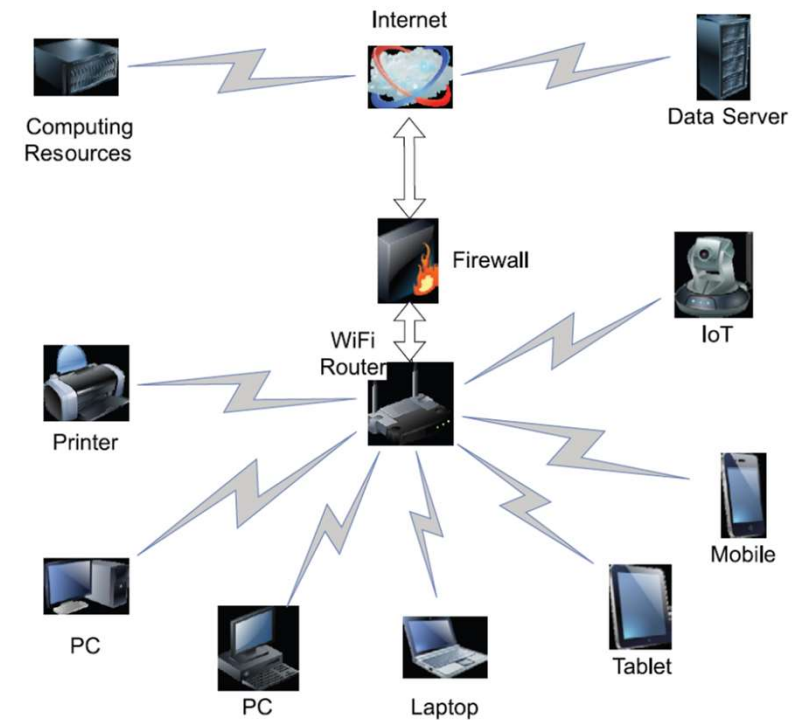 Internet
Computing
Resources
Data Server
Firewall
WiFi
Router
IoT
Printer
Mobile
PC
Tablet
PC
Laptop